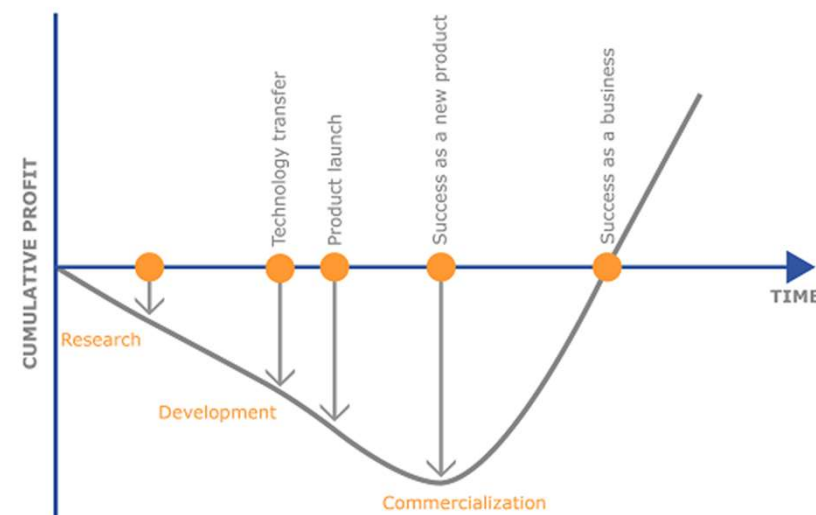 CUMULATIVE PROFIT
Technology transfer
Product launch
Success as a new product
Success as a business
TIME
Research
Development
Commercialization